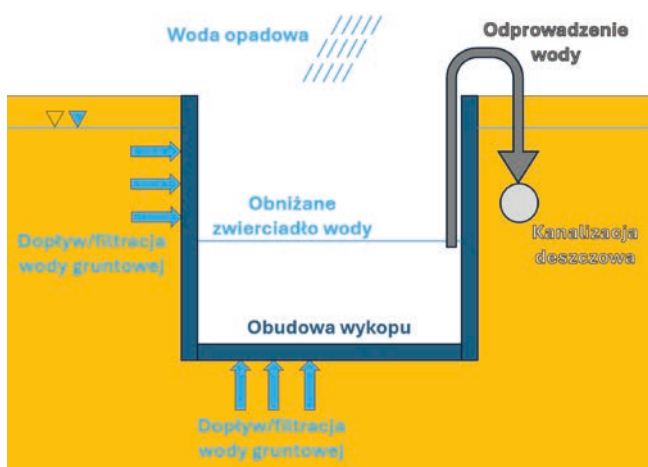 Woda opadowa
Odprowadzenie
wody
Obniżane
zwierciadło wody
Dopływ/filtracja
wody gruntowej
Kanalizacja
deszczowa
Obudowa wykopu
Dopływ/filtracja
wody gruntowej